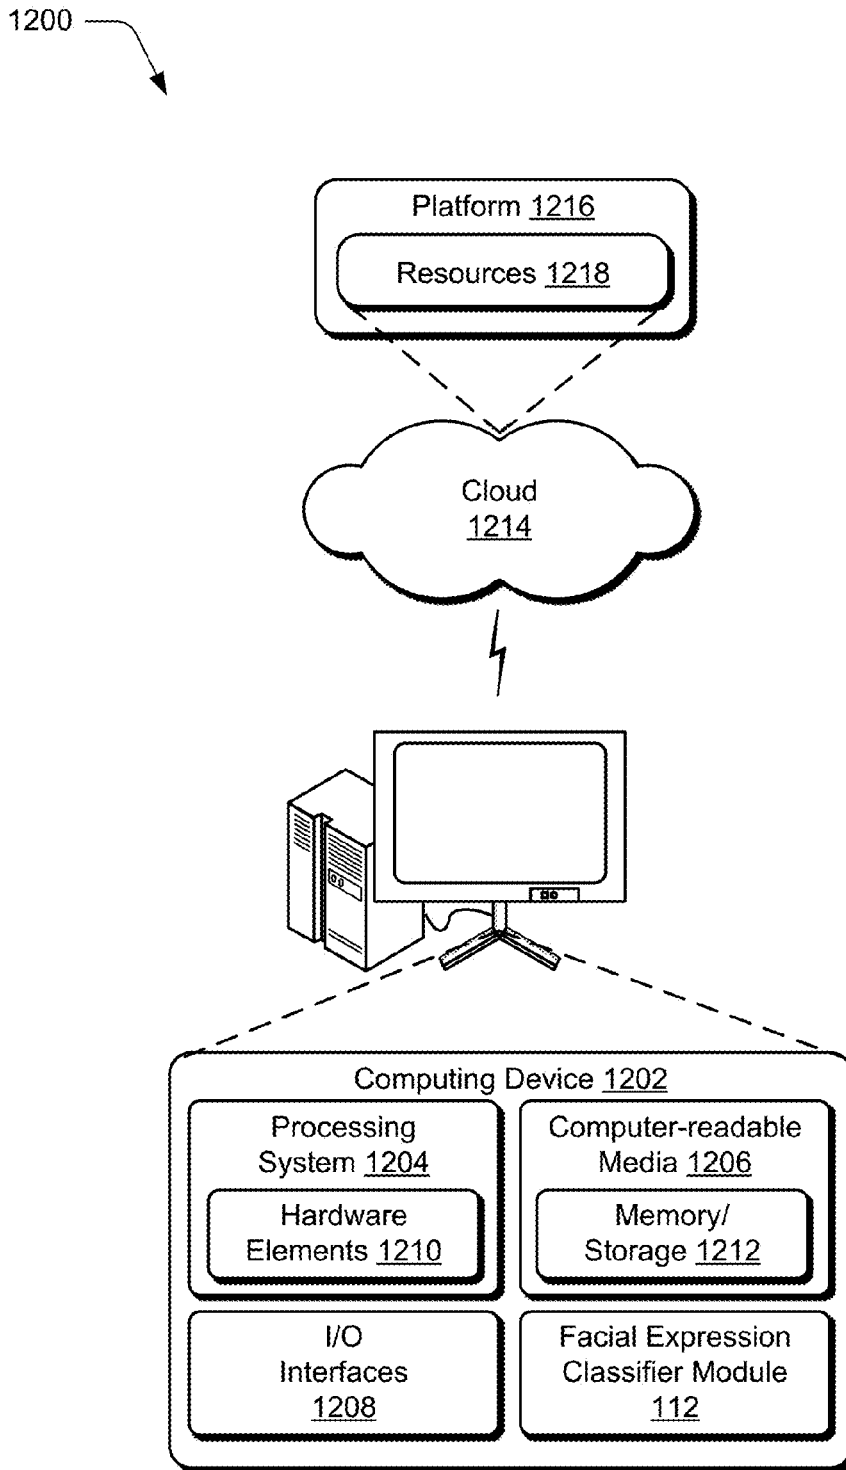 1200
Platform 1216
Resources 1218
Cloud
1214
Computing Device 1202
Processing
System 1204
Hardware
Elements 1210
Computer-readable
Media 1206
Memory/
Storage 1212
I/O
Interfaces
1208
Facial Expression
Classifier Module
112